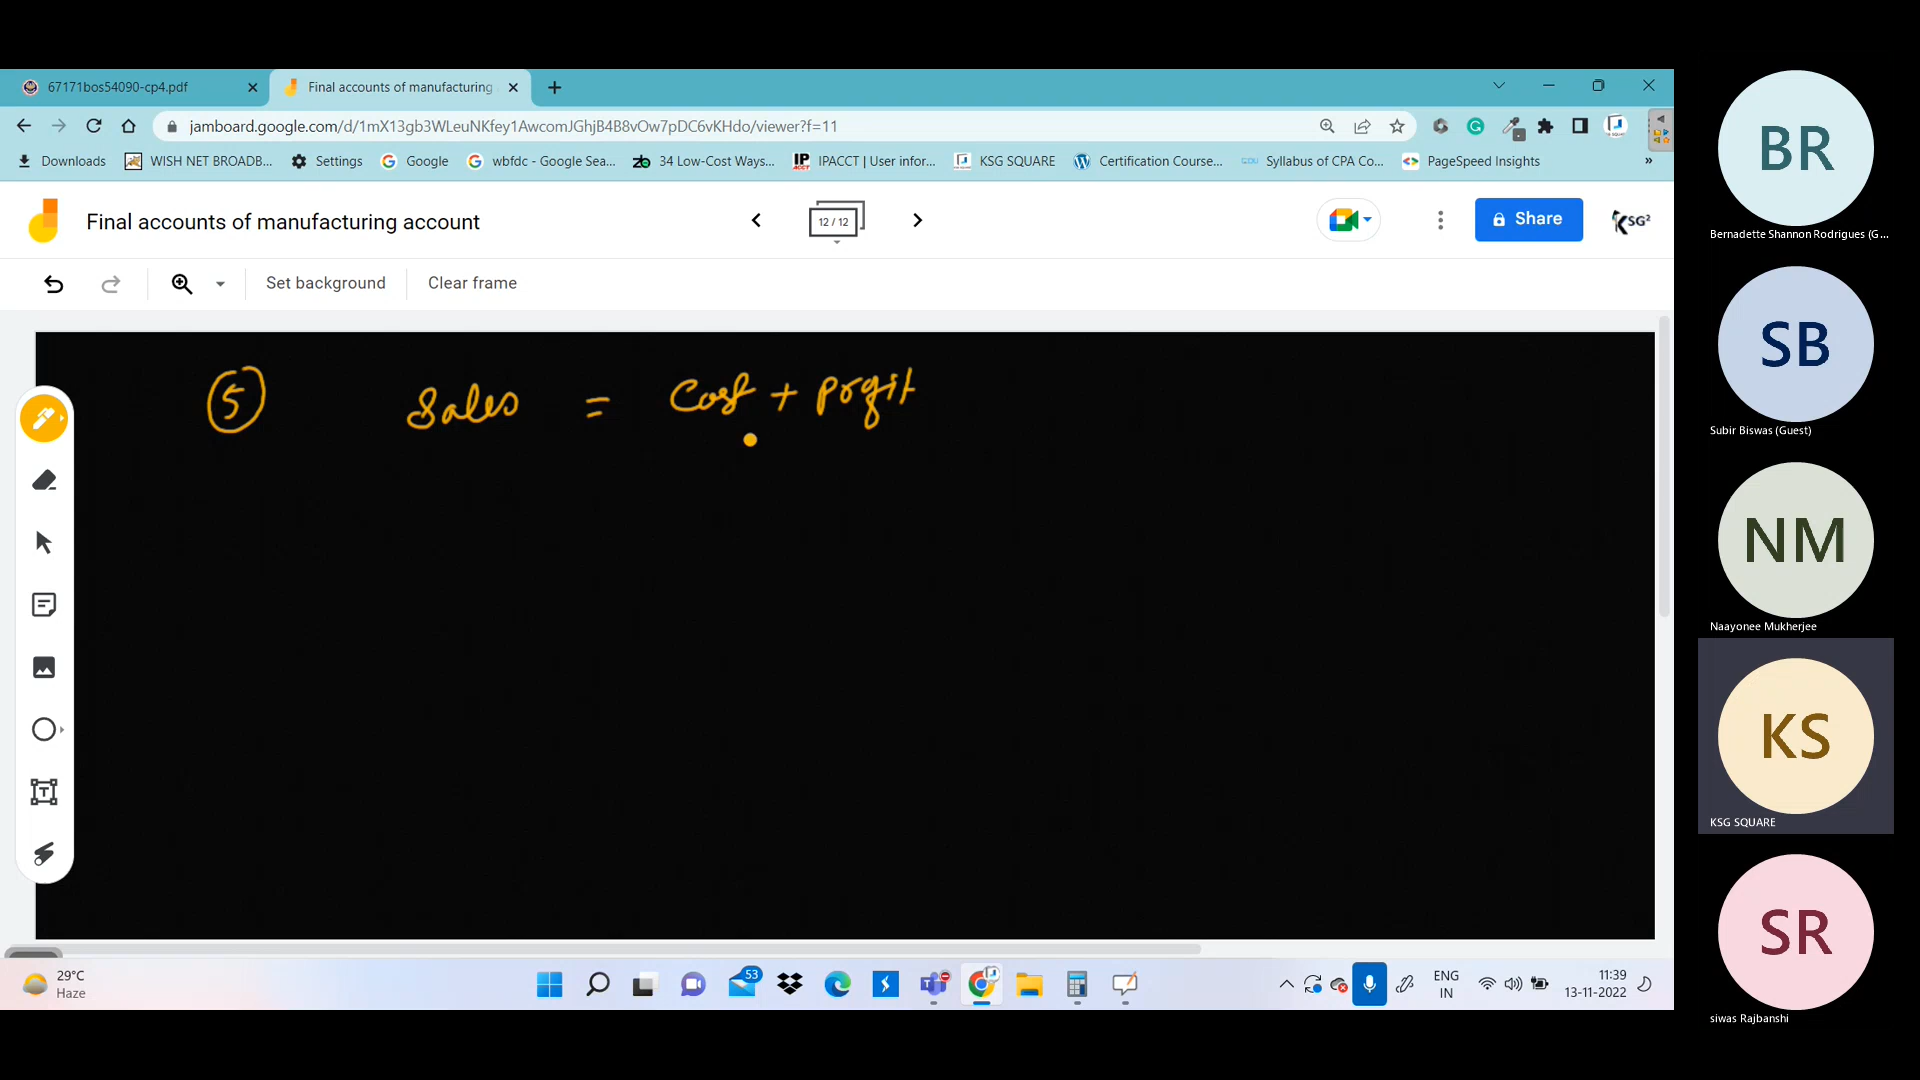 67171bos54090-cp4.pdf
Final accounts of manufacturing
jamboard.google.com/d/1mX13gb3WLeuNKfey1AwcomJGhjB4B8vOw7pDC6vKHdo/viewer?f=11
Downloads WISH NET BROADB... Settings Google wbfdc - Google Sea... 34 Low-Cost Ways... IPACCT | User infor... KSG SQUARE Certification Course... Syllabus of CPA Co... PageSpeed Insights »
Final accounts of manufacturing account
12 / 12
Share
KSG²
Set background
Clear frame
5 Sales = Cost + Profit
29°C
Haze
53
ENG
IN
11:39
13-11-2022
BR
Bernadette Shannon Rodrigues (G...
SB
Subir Biswas (Guest)
NM
Naayonee Mukherjee
KS
KSG SQUARE
SR
siwas Rajbanshi